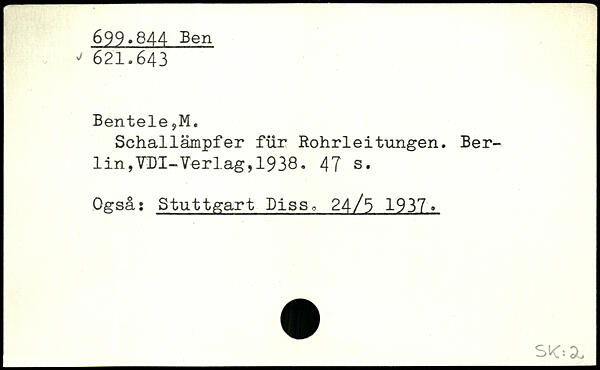 699.844 Ben
✓ 621.643
Bentele,M.
Schallämpfer für Rohrleitungen. Ber-
lin,VDI-Verlag,1938. 47 s.
Også: Stuttgart Diss. 24/5 1937.
SK:2